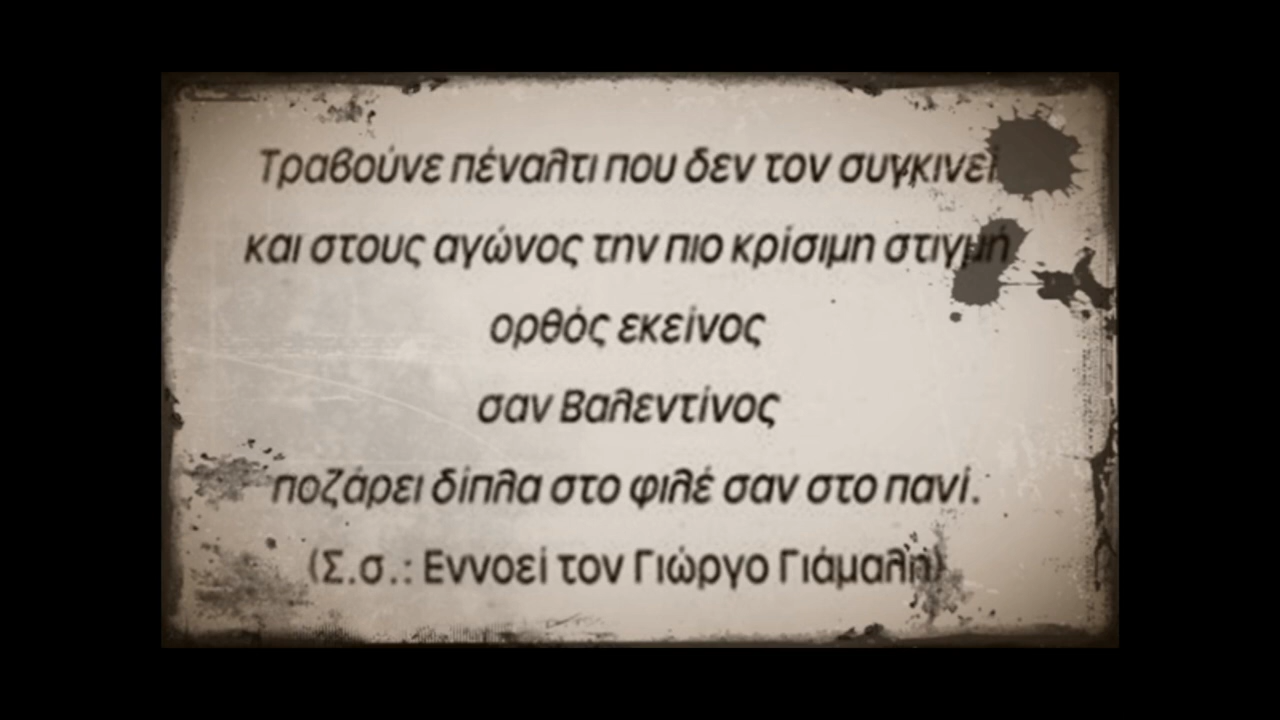 Τραβούνε πέναλτι που δεν τον συγκινεί
και στους αγώνος την πιο κρίσιμη στιγμή
ορθός εκείνος
σαν Βαλεντίνος
ποζάρει δίπλα στο φιλέ σαν στο πανί.
(Σ.σ.: Εννοεί τον Γιώργο Γιάμαλη)